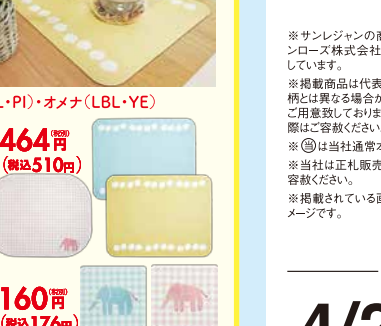 L・PI)・オメナ(LBL・YE)
464円(税別)
(税込510円)
160円(税別)
(税込176円)
※サンレジャンの商
ンローズ株式会社
しています。
※掲載商品は代表
柄とは異なる場合が
ご用意致しておりま
際はご容赦ください
※当は当社通常本
※当社は正札販売
容赦ください。
※掲載されている画
メージです。